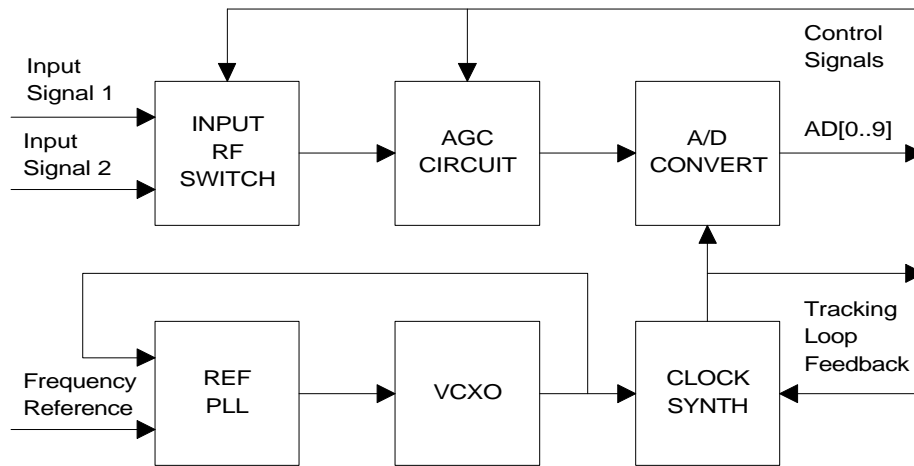 Control
Signals
Input
Signal 1
Input
Signal 2
INPUT
RF
SWITCH
AGC
CIRCUIT
A/D
CONVERT
AD[0..9]
Frequency
Reference
REF
PLL
VCXO
CLOCK
SYNTH
Tracking
Loop
Feedback